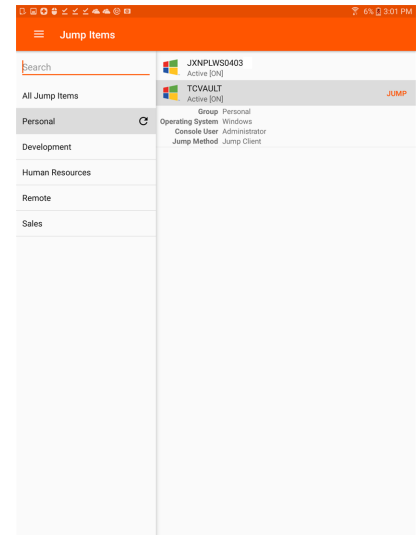 6% 3:01 PM
Jump Items
Search
All Jump Items
Personal
Development
Human Resources
Remote
Sales
JXNPLWS0403
Active [ON]
TCVAULT
Active [ON]
JUMP
Group Personal
Operating System Windows
Console User Administrator
Jump Method Jump Client